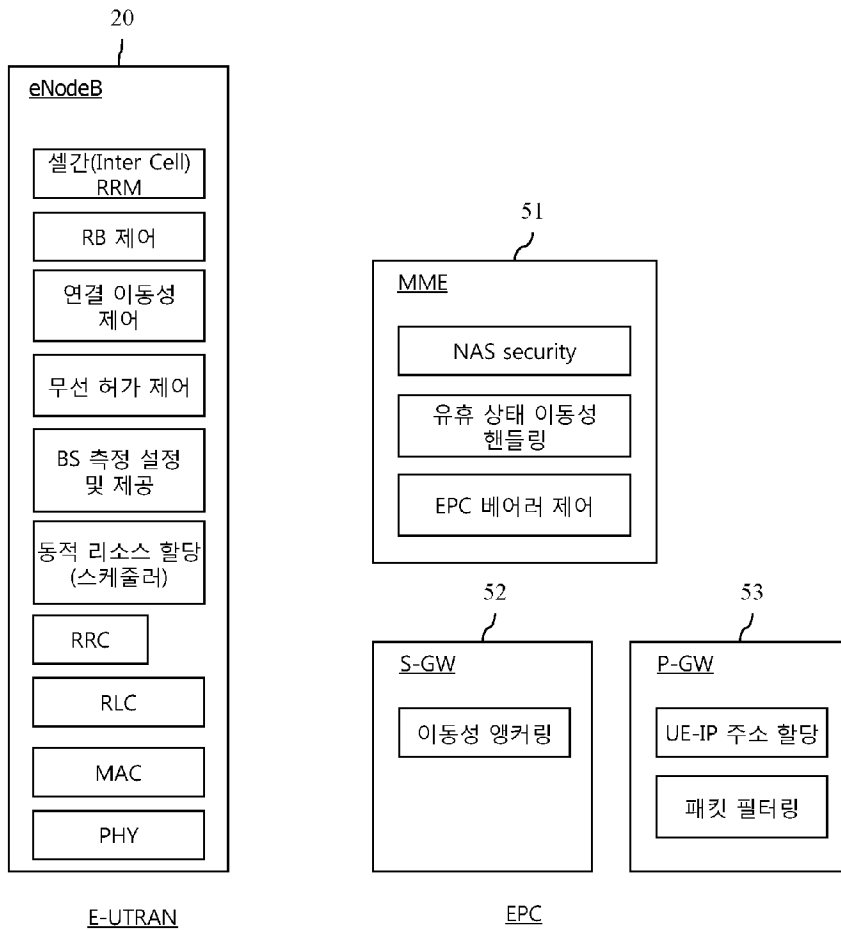 20
eNodeB
셀간(Inter Cell)
RRM
RB 제어
연결 이동성
제어
무선 허가 제어
BS 측정 설정
및 제공
동적 리소스 할당
(스케줄러)
RRC
RLC
MAC
PHY
E-UTRAN
51
MME
NAS security
유휴 상태 이동성
핸들링
EPC 베어러 제어
52
S-GW
이동성 앵커링
53
P-GW
UE-IP 주소 할당
패킷 필터링
EPC